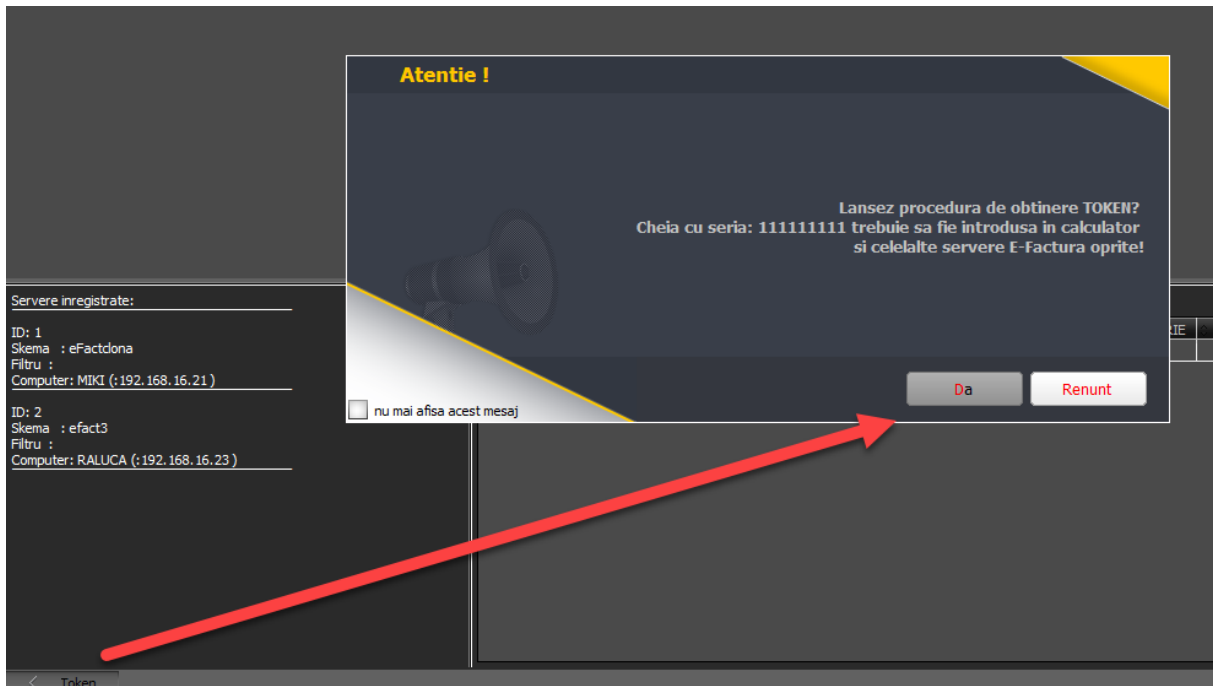 Atentie !
Lansez procedura de obtinere TOKEN?
Cheia cu seria: 111111111 trebuie sa fie introdusa in calculator
si celelalte servere E-Factura oprite!
Da
Renunt
nu mai afisa acest mesaj
Servere inregistrate:
ID: 1
Skema : eFactdona
Filtru :
Computer: MIKI (:192.168.16.21)
ID: 2
Skema : efact3
Filtru :
Computer: RALUCA (:192.168.16.23)
Token